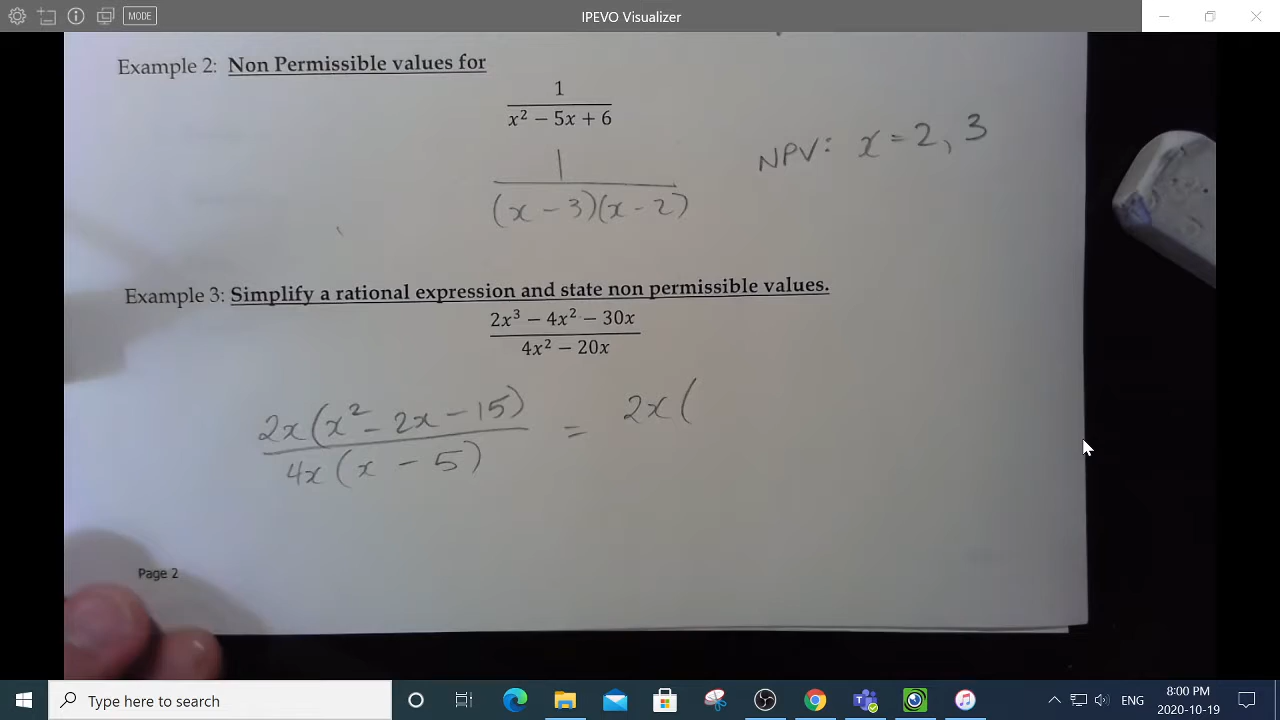 MODE
IPEVO Visualizer
Example 2: Non Permissible values for
1
x² − 5x + 6
1
(x − 3)(x − 2)
NPV: x = 2, 3
Example 3: Simplify a rational expression and state non permissible values.
2x³ − 4x² − 30x
4x² − 20x
2x(x² − 2x − 15)
4x(x − 5)
= 2x(
Page 2
Type here to search
ENG
8:00 PM
2020-10-19